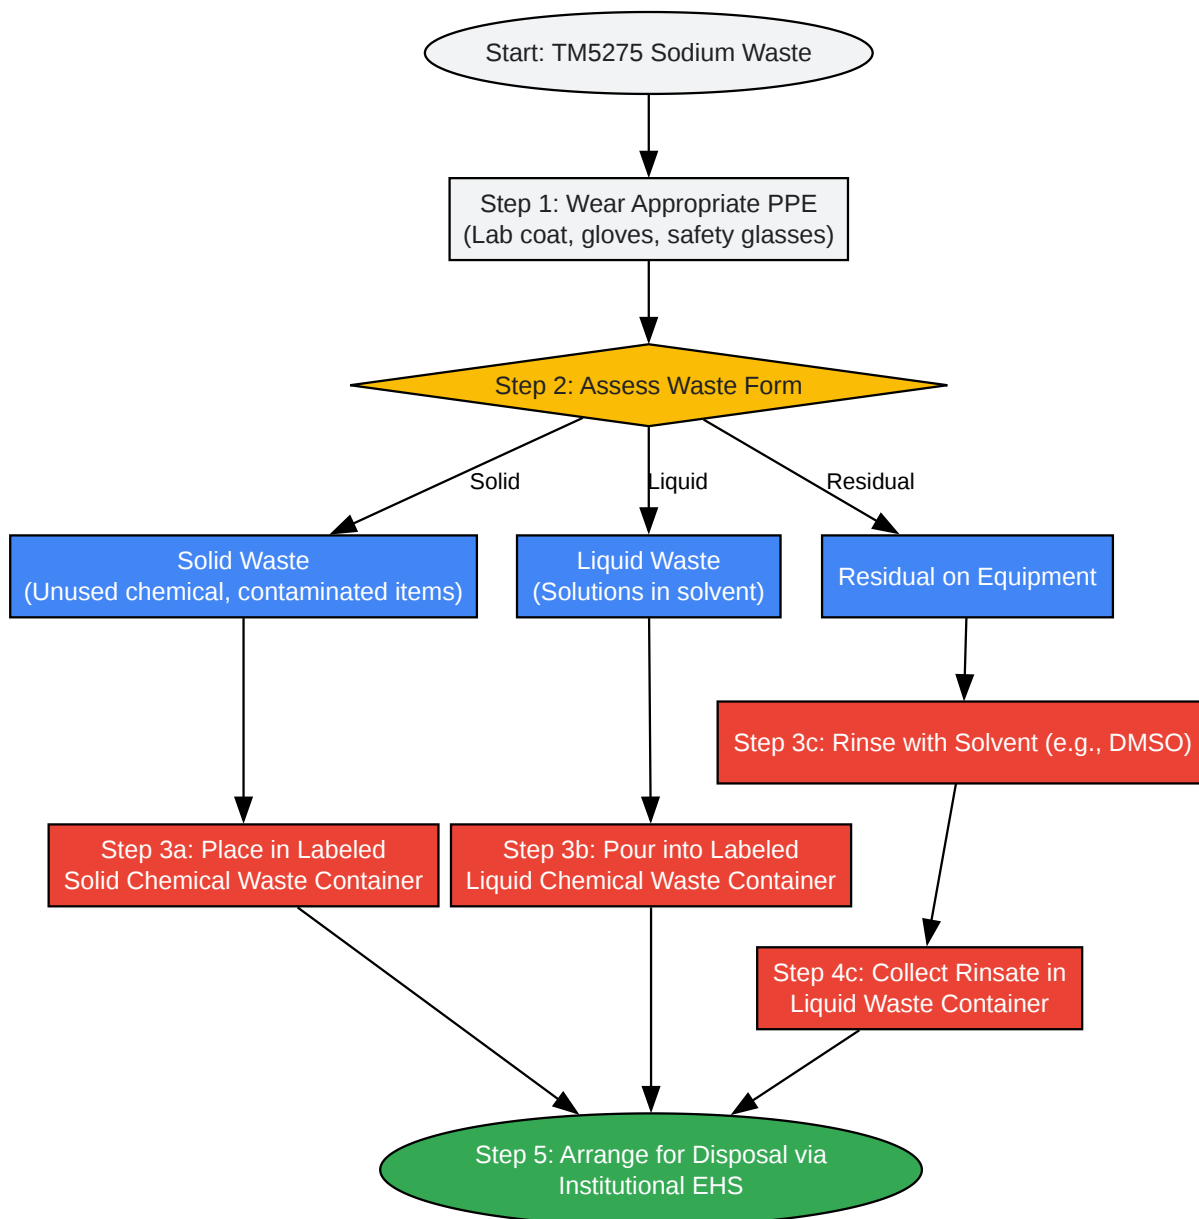 Start: TM5275 Sodium Waste
Step 1: Wear Appropriate PPE
(Lab coat, gloves, safety glasses)
Step 2: Assess Waste Form
Solid
Liquid
Residual
Solid Waste
(Unused chemical, contaminated items)
Liquid Waste
(Solutions in solvent)
Residual on Equipment
Step 3c: Rinse with Solvent (e.g., DMSO)
Step 3a: Place in Labeled
Solid Chemical Waste Container
Step 3b: Pour into Labeled
Liquid Chemical Waste Container
Step 4c: Collect Rinsate in
Liquid Waste Container
Step 5: Arrange for Disposal via
Institutional EHS